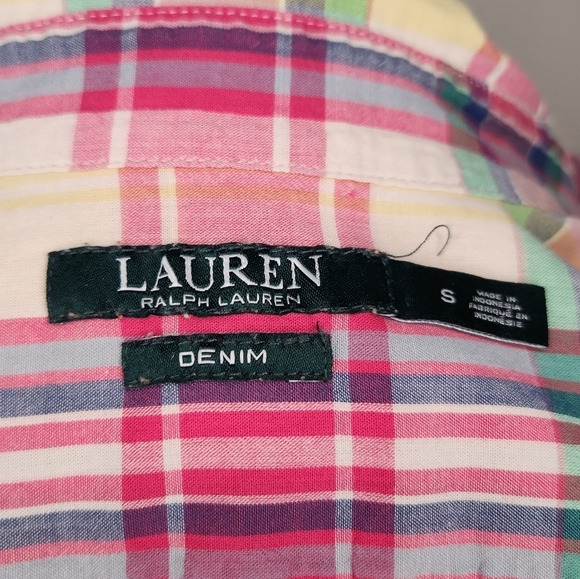 LAUREN
RALPH LAUREN
DENIM
S
MADE IN
INDONESIA
FABRIQUÉ EN
INDONÉSIE